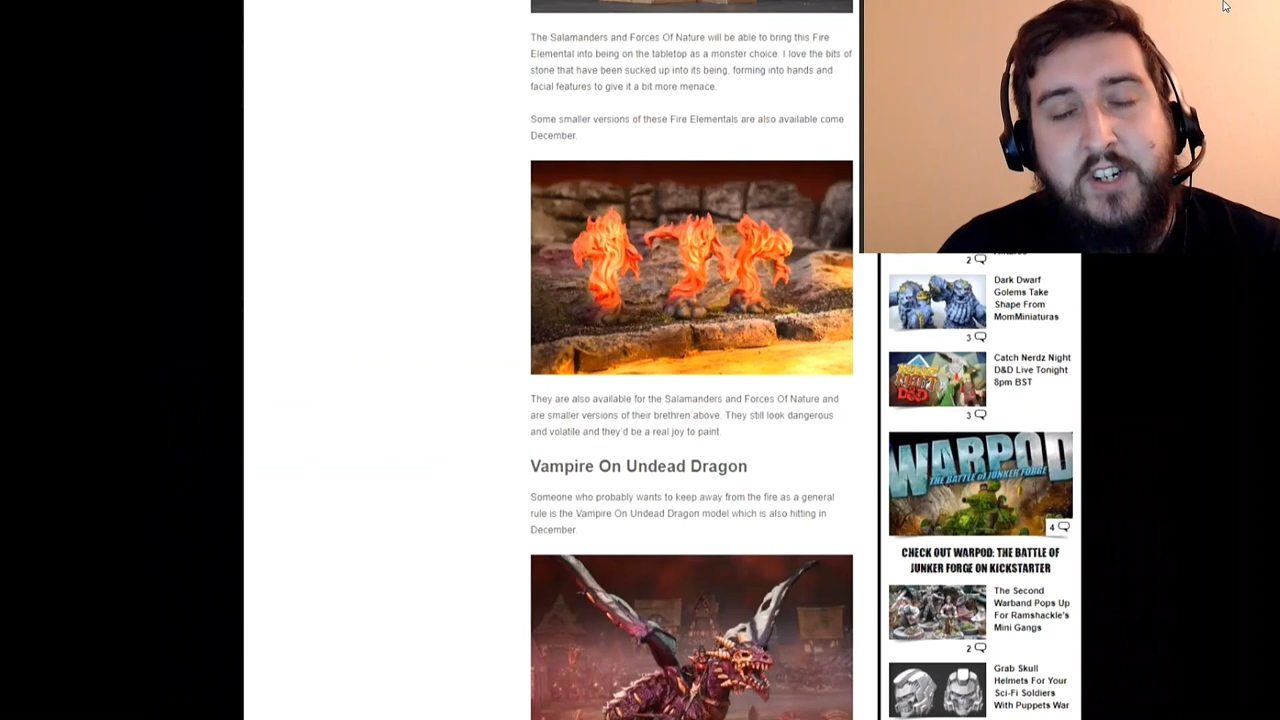 The Salamanders and Forces Of Nature will be able to bring this Fire
Elemental into being on the tabletop as a monster choice. I love the bits of
stone that have been sucked up into its being, forming into hands and
facial features to give it a bit more menace.
Some smaller versions of these Fire Elementals are also available come
December.
They are also available for the Salamanders and Forces Of Nature and
are smaller versions of their brethren above. They still look dangerous
and volatile and they'd be a real joy to paint.
Vampire On Undead Dragon
Someone who probably wants to keep away from the fire as a general
rule is the Vampire On Undead Dragon model which is also hitting in
December.
2
Dark Dwarf
Golems Take
Shape From
MomMiniaturas
3
Catch Nerdz Night
D&D Live Tonight
8pm BST
NIGHT
D&D
3
WARPOD
THE BATTLE OF JUNKER FORGE
4
CHECK OUT WARPOD: THE BATTLE OF
JUNKER FORGE ON KICKSTARTER
The Second
Warband Pops Up
For Ramshackle's
Mini Gangs
2
Grab Skull
Helmets For Your
Sci-Fi Soldiers
With Puppets War